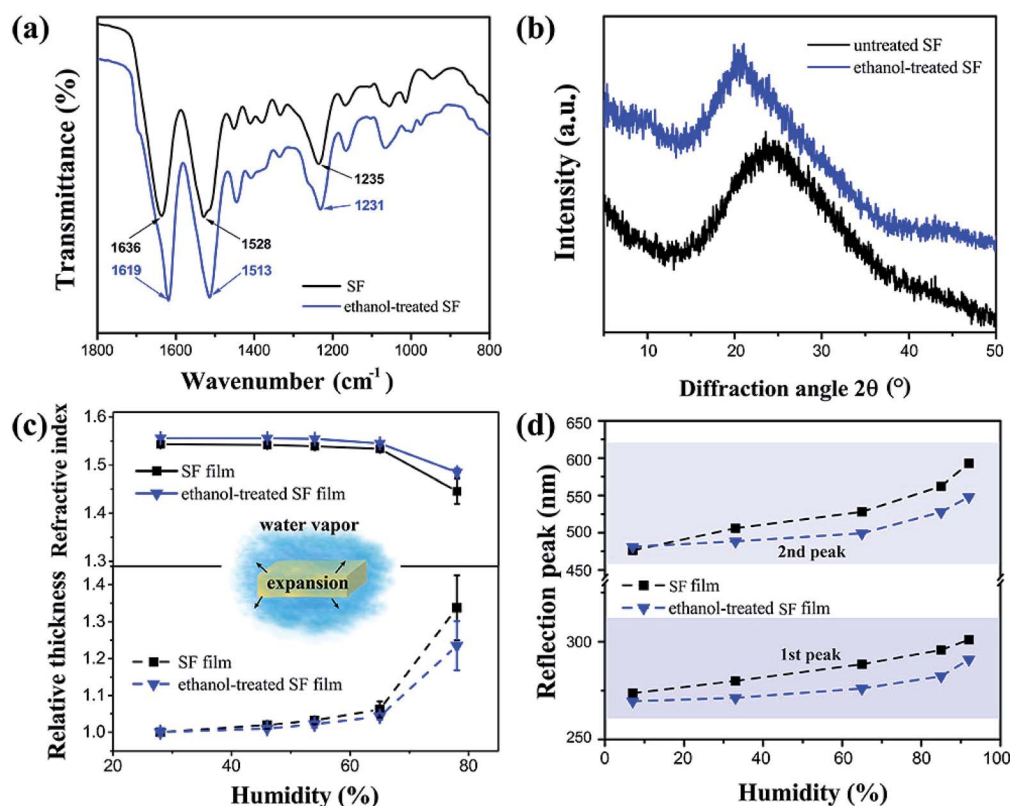 (a)
Transmittance (%)
1235
1231
1636
1528
1619
1513
SF
ethanol-treated SF
1800 1600 1400 1200 1000 800
Wavenumber (cm-1)
(b)
Intensity (a.u.)
untreated SF
ethanol-treated SF
10 20 30 40 50
Diffraction angle 2θ (°)
(c)
Refractive index
1.6
1.5
1.4
1.3
SF film
ethanol-treated SF film
water vapor
expansion
Relative thickness
1.4
1.3
1.2
1.1
1.0
SF film
ethanol-treated SF film
20 40 60 80
Humidity (%)
(d)
Reflection peak (nm)
650
600
550
500
450
300
250
2nd peak
SF film
ethanol-treated SF film
1st peak
0 20 40 60 80 100
Humidity (%)